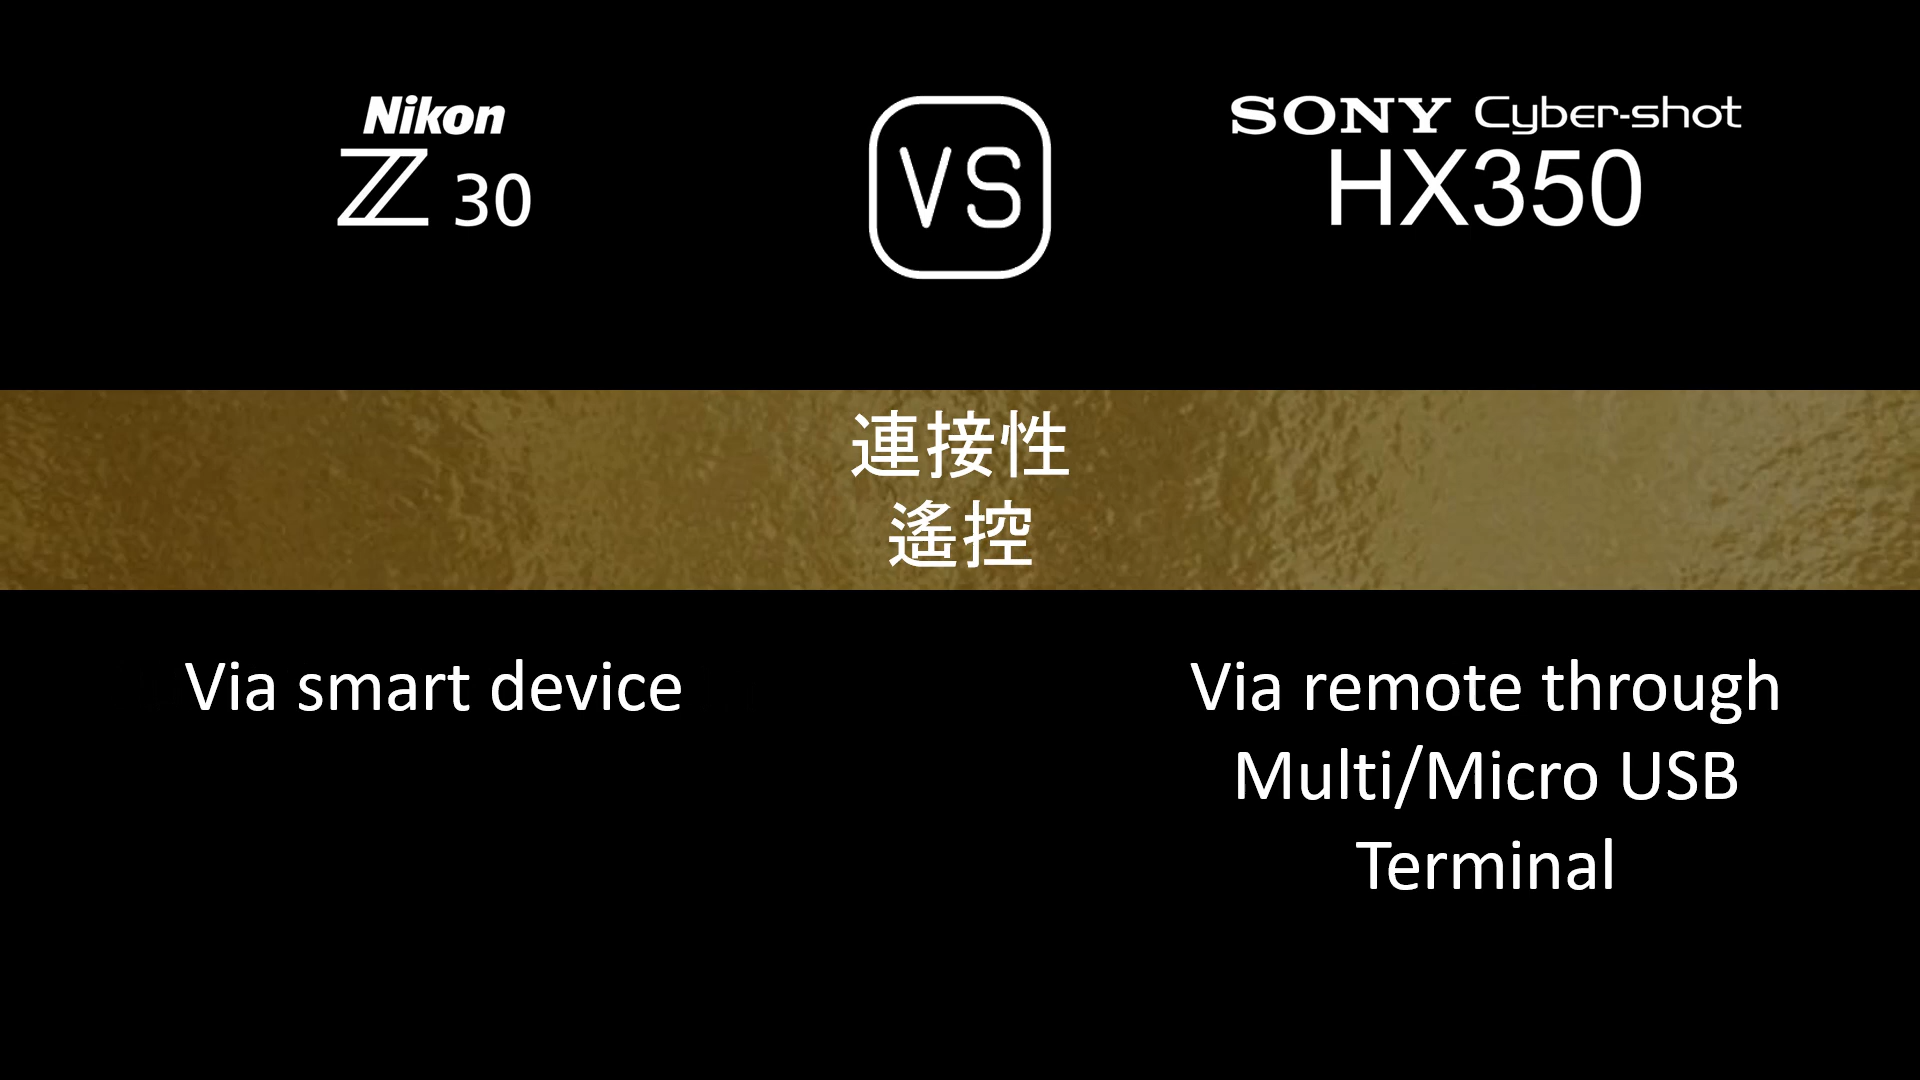 Nikon
Z 30
VS
SONY Cyber-shot
HX350
連接性
遙控
Via smart device
Via remote through
Multi/Micro USB
Terminal